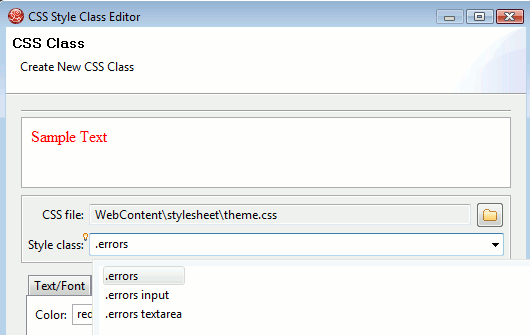 CSS Style Class Editor
CSS Class
Create New CSS Class
Sample Text
CSS file: WebContent\stylesheet\theme.css
Style class: .errors
.errors
.errors input
.errors textarea
Text/Font
Color: red